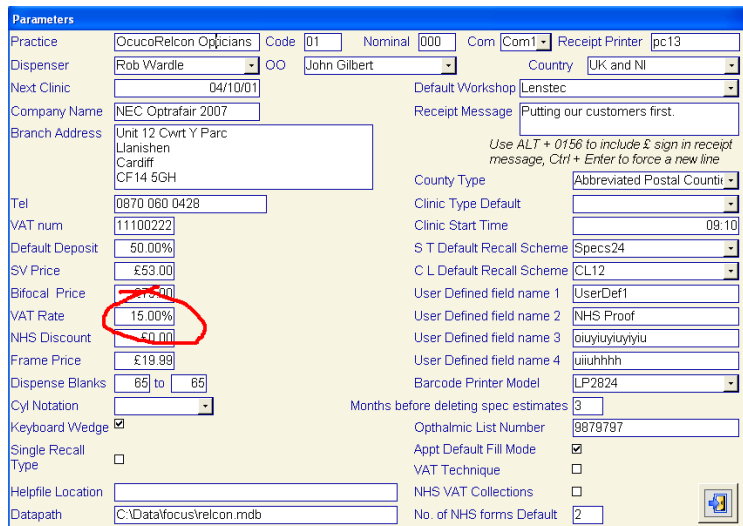 Parameters
Practice OcucoRelcon Opticians Code 01 Nominal 000 Com Com1 Receipt Printer pc13
Dispenser Rob Wardle OO John Gilbert Country UK and NI
Next Clinic 04/10/01 Default Workshop Lenstec
Company Name NEC Optrafair 2007 Receipt Message Putting our customers first.
Branch Address Unit 12 Cwrt Y Parc
Llanishen
Cardiff
CF14 5GH
Use ALT + 0156 to include £ sign in receipt
message, Ctrl + Enter to force a new line
County Type Abbreviated Postal Counti
Tel 0870 060 0428 Clinic Type Default
VAT num 11100222 Clinic Start Time 09:10
Default Deposit 50.00% S T Default Recall Scheme Specs24
SV Price £53.00 C L Default Recall Scheme CL12
Bifocal Price £79.00 User Defined field name 1 UserDef1
VAT Rate 15.00% User Defined field name 2 NHS Proof
NHS Discount £0.00 User Defined field name 3 oiuyiuyiuyiyiu
Frame Price £19.99 User Defined field name 4 uiiuhhhh
Dispense Blanks 65 to 65 Barcode Printer Model LP2824
Cyl Notation Months before deleting spec estimates 3
Keyboard Wedge Opthalmic List Number 9879797
Single Recall
Type
Appt Default Fill Mode
VAT Technique
Helpfile Location NHS VAT Collections
Datapath C:\Data\focus\relcon.mdb No. of NHS forms Default 2